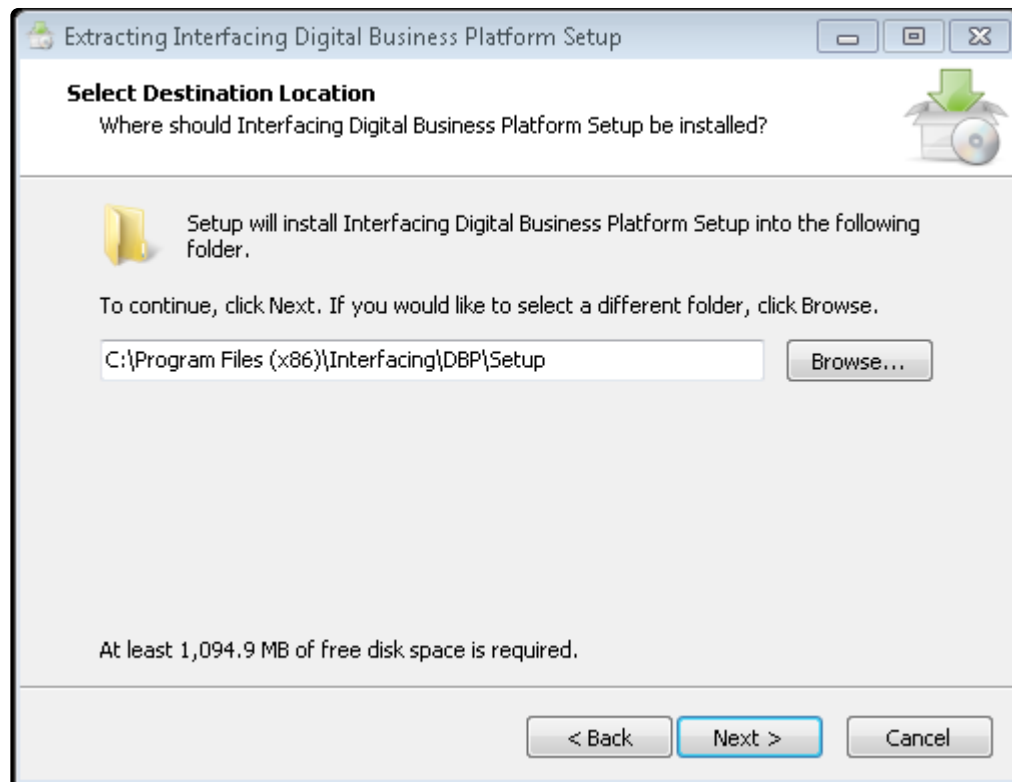 Extracting Interfacing Digital Business Platform Setup
Select Destination Location
Where should Interfacing Digital Business Platform Setup be installed?
Setup will install Interfacing Digital Business Platform Setup into the following
folder.
To continue, click Next. If you would like to select a different folder, click Browse.
C:\Program Files (x86)\Interfacing\DBP\Setup
Browse...
At least 1,094.9 MB of free disk space is required.
< Back
Next >
Cancel